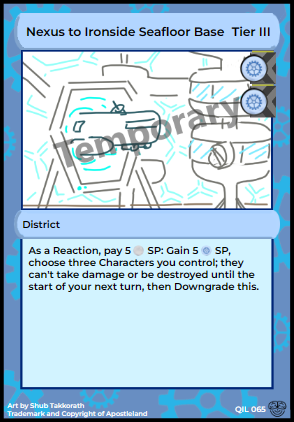 Nexus to Ironside Seafloor Base Tier III
Temporary
District
As a Reaction, pay 5 SP: Gain 5 SP,
choose three Characters you control; they
can't take damage or be destroyed until the
start of your next turn, then Downgrade this.
Art by Shub Takkorath
Trademark and Copyright of Apostleland
QIL 065